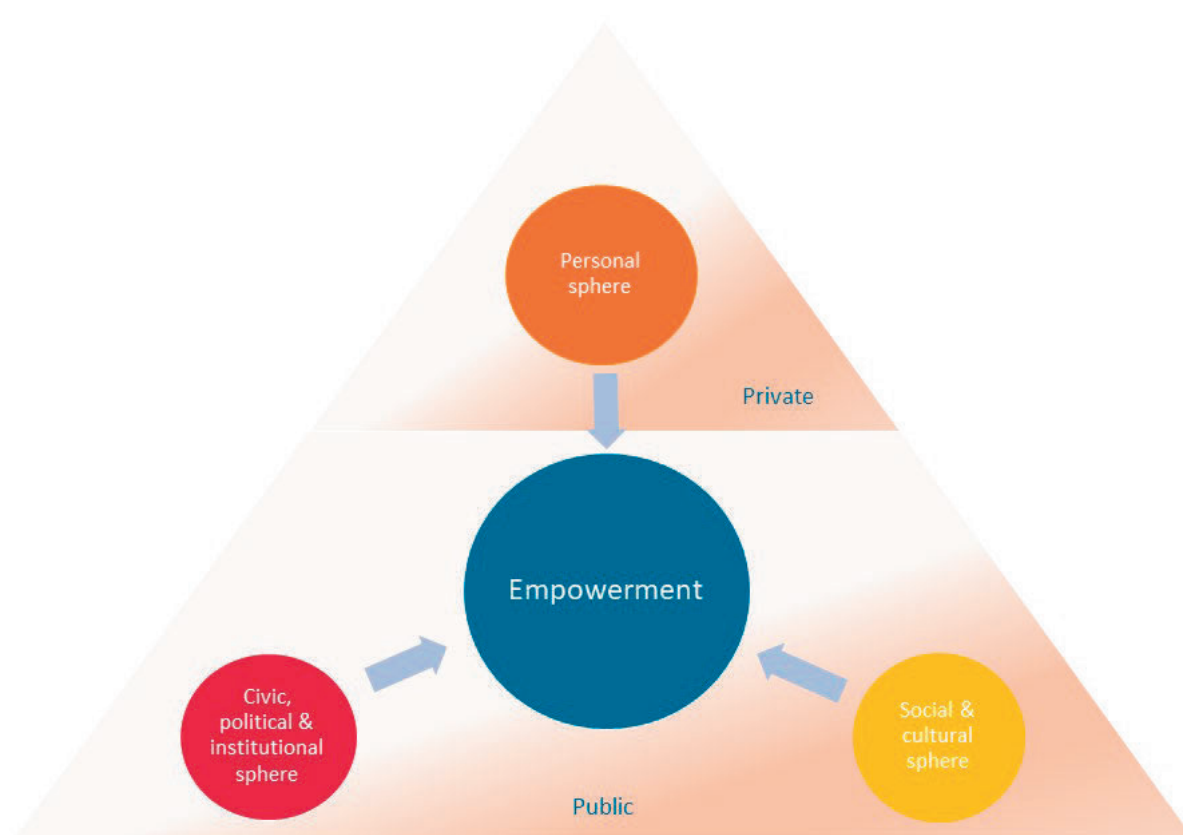 Personal
sphere
Private
Empowerment
Civic,
political &
institutional
sphere
Social &
cultural
sphere
Public